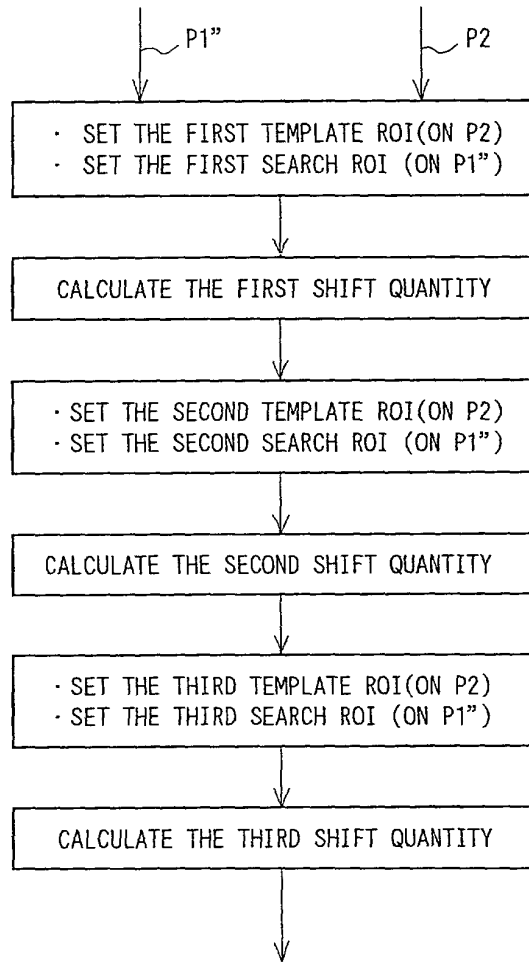 P1” P2
· SET THE FIRST TEMPLATE ROI(ON P2)
· SET THE FIRST SEARCH ROI (ON P1”)
CALCULATE THE FIRST SHIFT QUANTITY
· SET THE SECOND TEMPLATE ROI(ON P2)
· SET THE SECOND SEARCH ROI (ON P1”)
CALCULATE THE SECOND SHIFT QUANTITY
· SET THE THIRD TEMPLATE ROI(ON P2)
· SET THE THIRD SEARCH ROI (ON P1”)
CALCULATE THE THIRD SHIFT QUANTITY